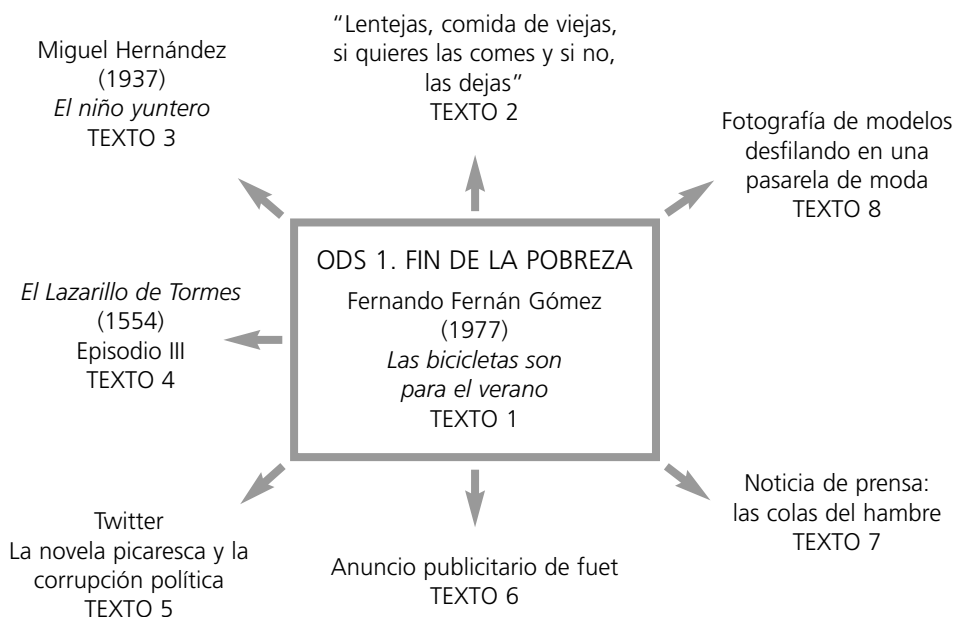 “Lentejas, comida de viejas,
si quieres las comes y si no,
las dejas”
TEXTO 2
Miguel Hernández
(1937)
El niño yuntero
TEXTO 3
Fotografía de modelos
desfilando en una
pasarela de moda
TEXTO 8
ODS 1. FIN DE LA POBREZA
Fernando Fernán Gómez
(1977)
Las bicicletas son
para el verano
TEXTO 1
El Lazarillo de Tormes
(1554)
Episodio III
TEXTO 4
Noticia de prensa:
las colas del hambre
TEXTO 7
Twitter
La novela picaresca y la
corrupción política
TEXTO 5
Anuncio publicitario de fuet
TEXTO 6